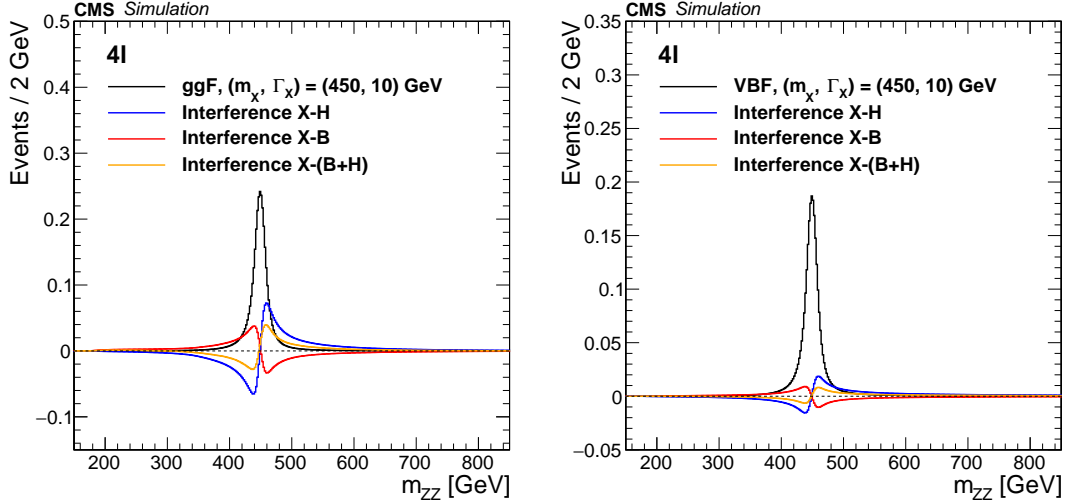 CMS Simulation
Events / 2 GeV
4l
ggF, (m_X, Γ_X) = (450, 10) GeV
Interference X-H
Interference X-B
Interference X-(B+H)
0.5
0.4
0.3
0.2
0.1
0
−0.1
200 300 400 500 600 700 800
m_ZZ [GeV]
CMS Simulation
Events / 2 GeV
4l
VBF, (m_X, Γ_X) = (450, 10) GeV
Interference X-H
Interference X-B
Interference X-(B+H)
0.35
0.3
0.25
0.2
0.15
0.1
0.05
0
−0.05
200 300 400 500 600 700 800
m_ZZ [GeV]